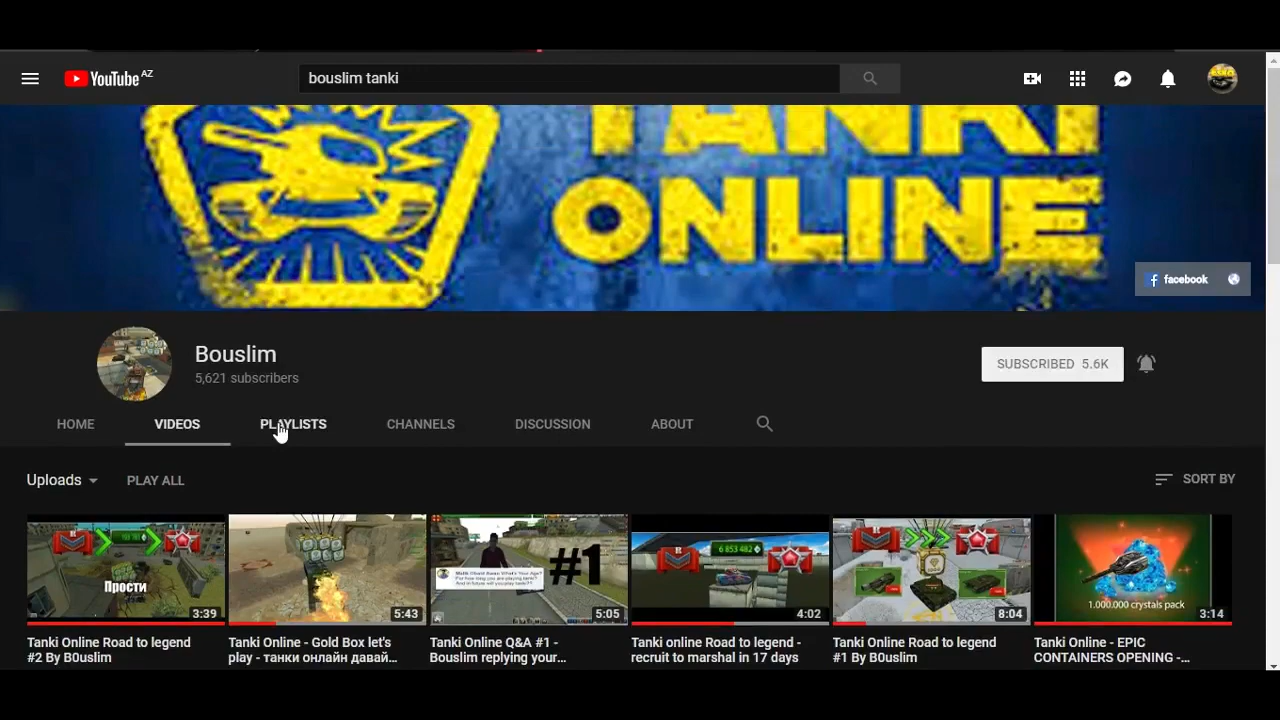 YouTube AZ
bouslim tanki
TANKI
ONLINE
facebook
Bouslim
5,621 subscribers
SUBSCRIBED 5.6K
HOME VIDEOS PLAYLISTS CHANNELS DISCUSSION ABOUT
Uploads PLAY ALL SORT BY
Прости
3:39
5:43
#1
5:05
6 853 482
4:02
8:04
1.000.000 crystals pack
3:14
Tanki Online Road to legend
#2 By B0uslim
Tanki Online - Gold Box let's
play - танки онлайн давай...
Tanki Online Q&A #1 -
Bouslim replying your...
Tanki online Road to legend -
recruit to marshal in 17 days
Tanki Online Road to legend
#1 By B0uslim
Tanki Online - EPIC
CONTAINERS OPENING -...